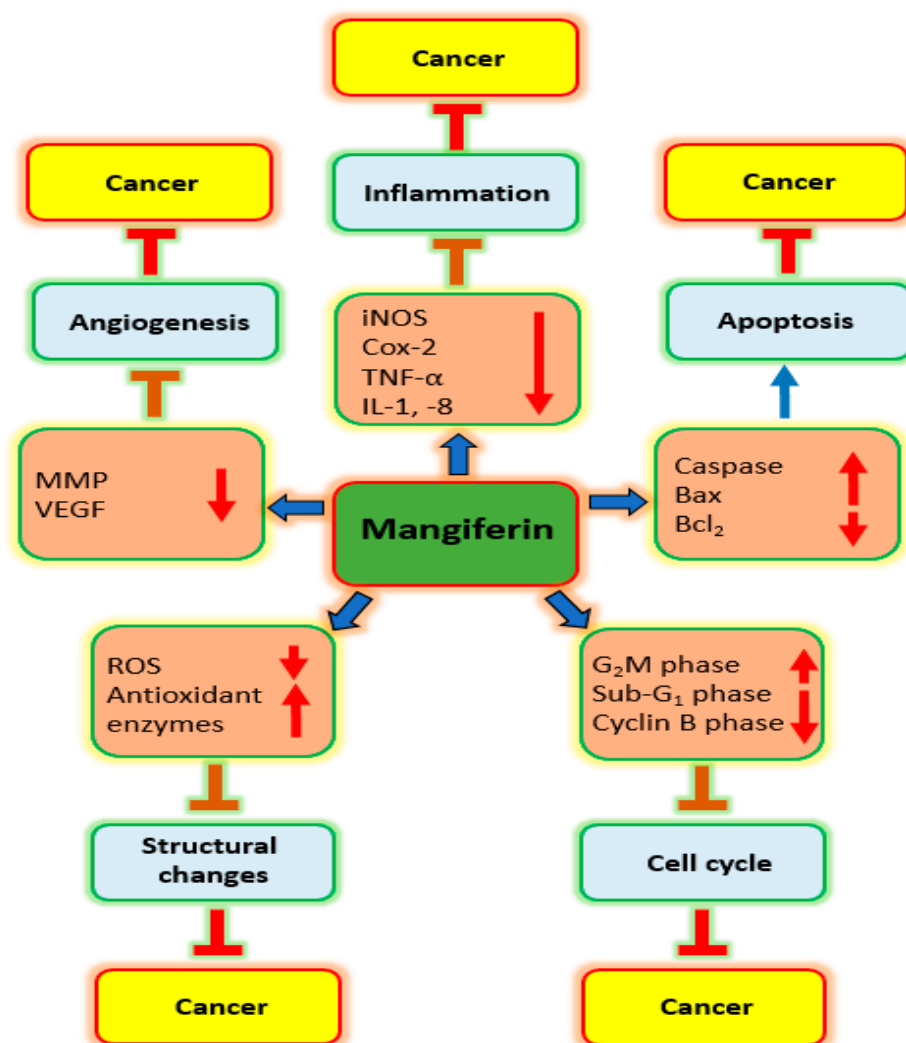 Cancer
Cancer
Inflammation
Cancer
Angiogenesis
iNOS
Cox-2
TNF-α
IL-1, -8
Apoptosis
MMP
VEGF
Mangiferin
Caspase
Bax
Bcl₂
ROS
Antioxidant
enzymes
G₂M phase
Sub-G₁ phase
Cyclin B phase
Structural
changes
Cell cycle
Cancer
Cancer